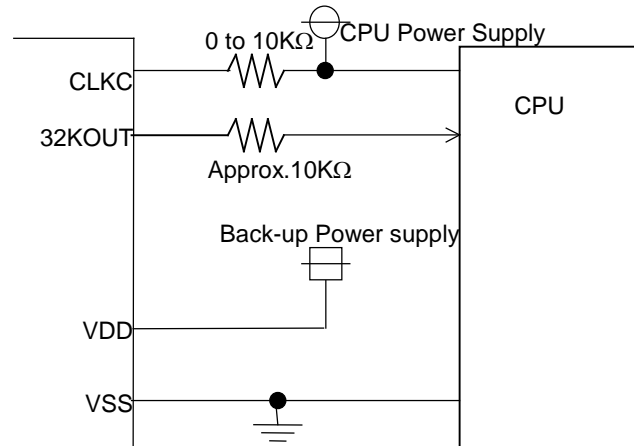 0 to 10KΩ
CPU Power Supply
CLKC
CPU
32KOUT
Approx.10KΩ
Back-up Power supply
VDD
VSS